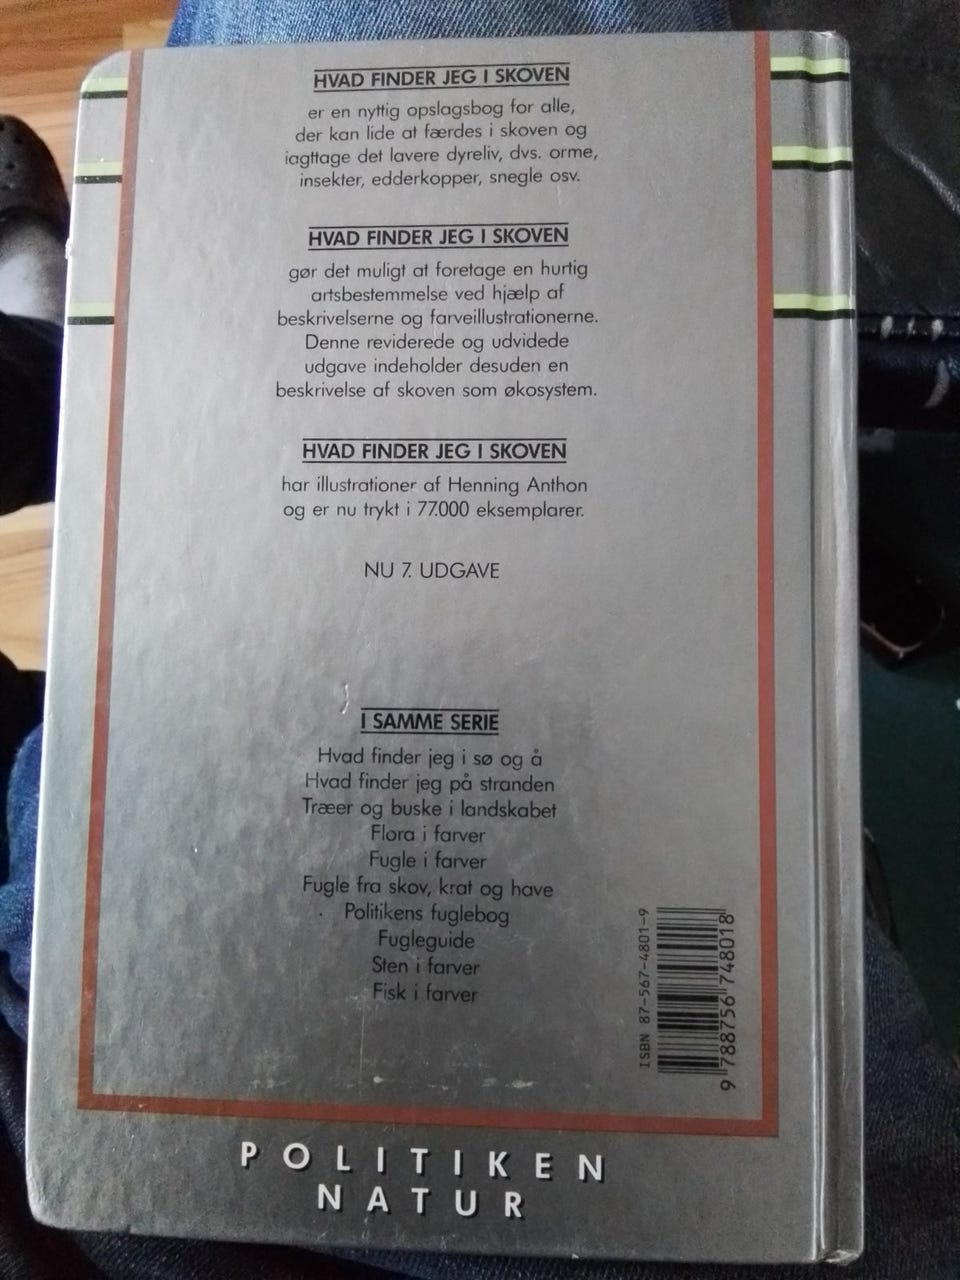 HVAD FINDER JEG I SKOVEN
er en nyttig opslagsbog for alle,
der kan lide at færdes i skoven og
iagttage det lavere dyreliv, dvs. orme,
insekter, edderkopper, snegle osv.
HVAD FINDER JEG I SKOVEN
gør det muligt at foretage en hurtig
artsbestemmelse ved hjælp af
beskrivelserne og farveillustrationerne.
Denne reviderede og udvidede
udgave indeholder desuden en
beskrivelse af skoven som økosystem.
HVAD FINDER JEG I SKOVEN
har illustrationer af Henning Anthon
og er nu trykt i 77.000 eksemplarer.
NU 7. UDGAVE
I SAMME SERIE
Hvad finder jeg i sø og å
Hvad finder jeg på stranden
Træer og buske i landskabet
Flora i farver
Fugle i farver
Fugle fra skov, krat og have
Politikens fuglebog
Fugleguide
Sten i farver
Fisk i farver
ISBN 87-567-4801-9
9 788756 748018
POLITIKEN
NATUR